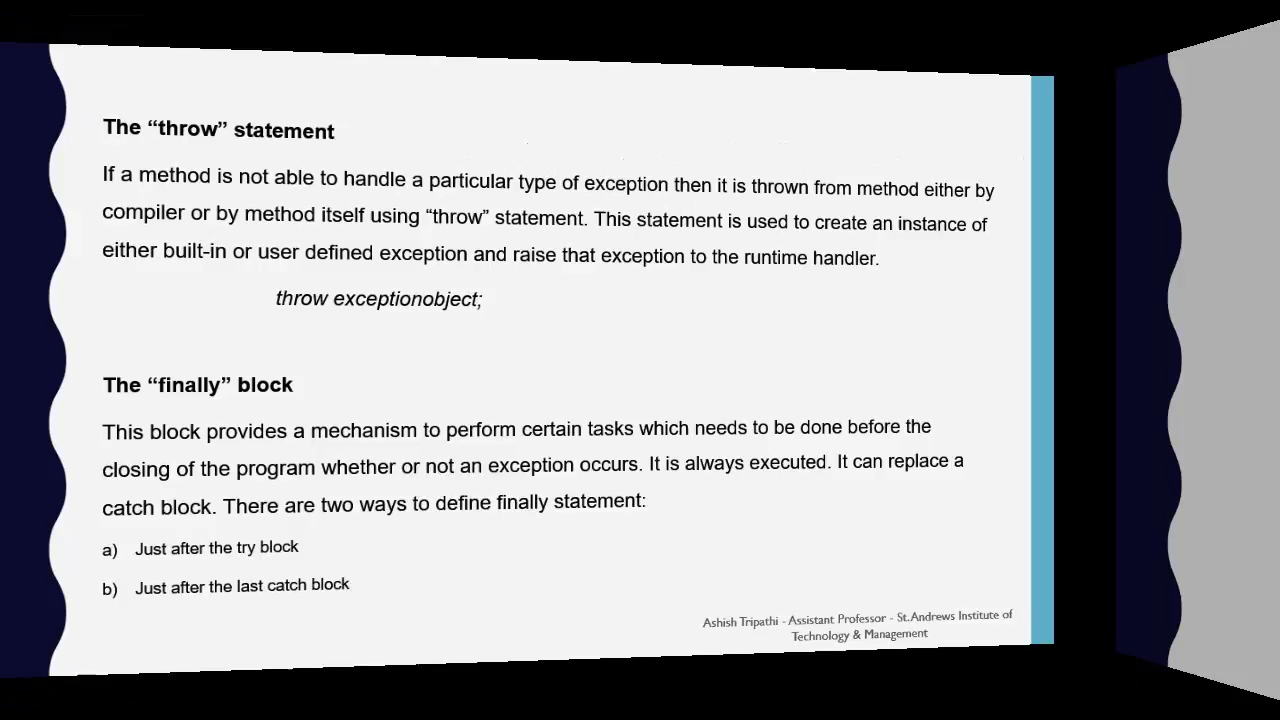 The “throw” statement
If a method is not able to handle a particular type of exception then it is thrown from method either by
compiler or by method itself using “throw” statement. This statement is used to create an instance of
either built-in or user defined exception and raise that exception to the runtime handler.
throw exceptionobject;
The “finally” block
This block provides a mechanism to perform certain tasks which needs to be done before the
closing of the program whether or not an exception occurs. It is always executed. It can replace a
catch block. There are two ways to define finally statement:
a) Just after the try block
b) Just after the last catch block
Ashish Tripathi - Assistant Professor - St.Andrews Institute of
Technology & Management